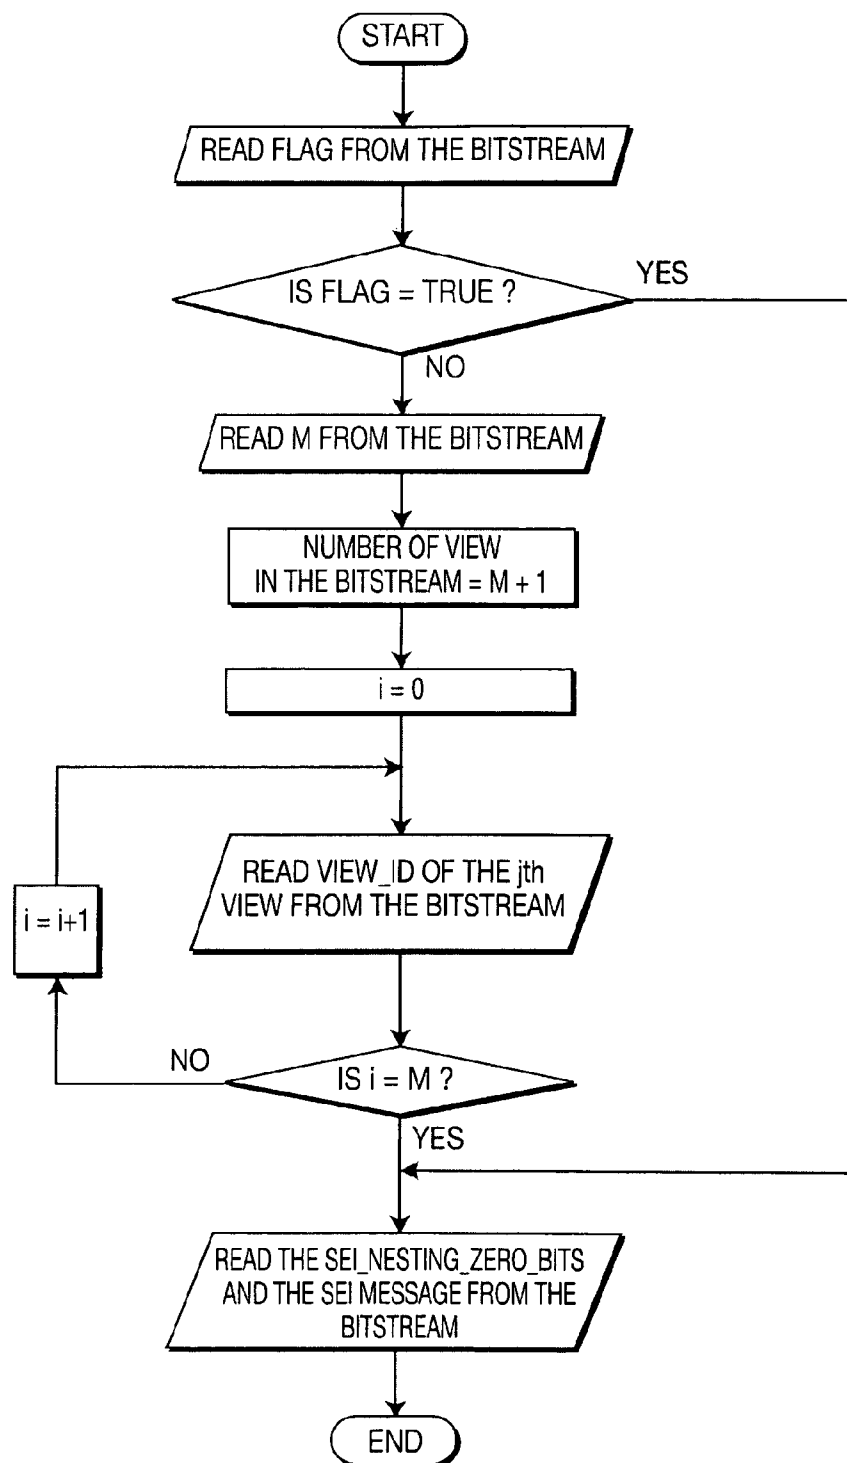 START
READ FLAG FROM THE BITSTREAM
IS FLAG = TRUE ?
YES
NO
READ M FROM THE BITSTREAM
NUMBER OF VIEW
IN THE BITSTREAM = M + 1
i = 0
READ VIEW_ID OF THE jth
VIEW FROM THE BITSTREAM
i = i+1
NO
IS i = M ?
YES
READ THE SEI_NESTING_ZERO_BITS
AND THE SEI MESSAGE FROM THE
BITSTREAM
END